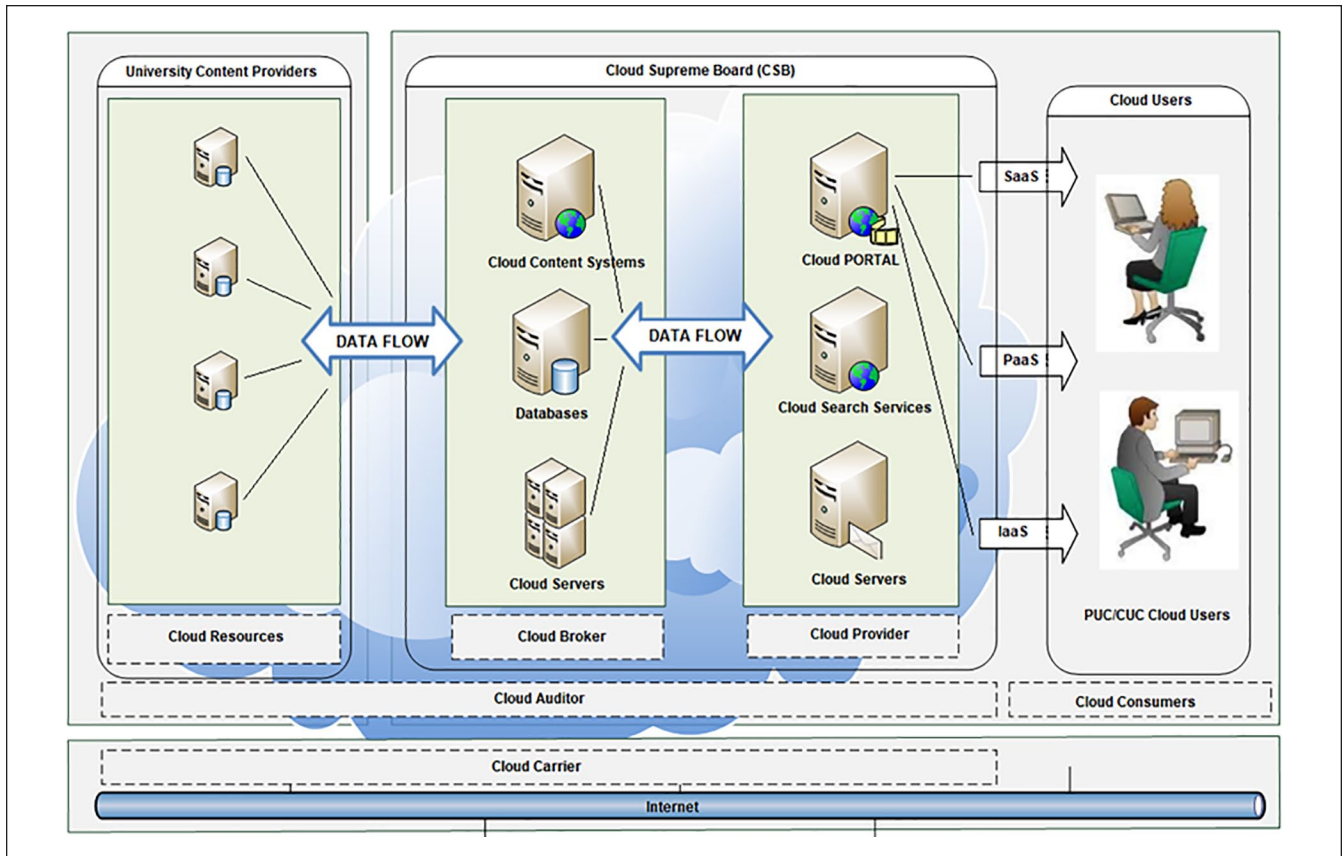 University Content Providers
Cloud Supreme Board (CSB)
Cloud Users
SaaS
Cloud Content Systems
Cloud PORTAL
DATA FLOW
DATA FLOW
PaaS
Databases
Cloud Search Services
IaaS
Cloud Servers
Cloud Servers
PUC/CUC Cloud Users
Cloud Resources
Cloud Broker
Cloud Provider
Cloud Auditor
Cloud Consumers
Cloud Carrier
Internet